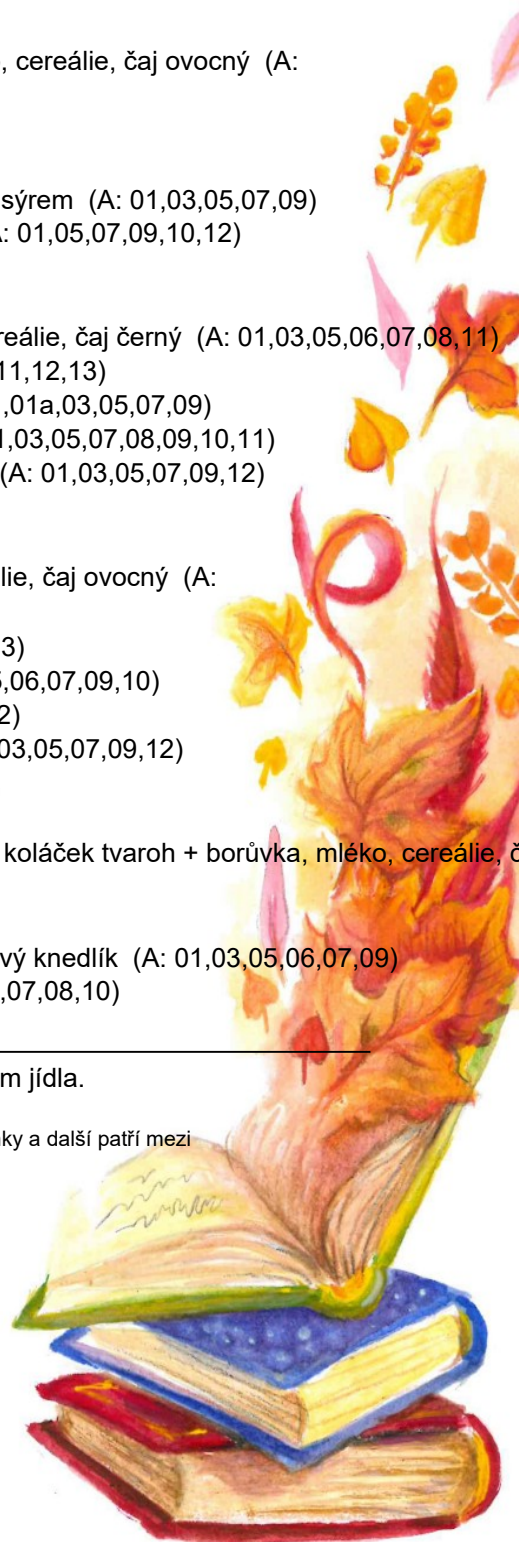 , cereálie, čaj ovocný (A:
sýrem (A: 01,03,05,07,09)
: 01,05,07,09,10,12)
reálie, čaj černý (A: 01,03,05,06,07,08,11)
11,12,13)
,01a,03,05,07,09)
1,03,05,07,08,09,10,11)
(A: 01,03,05,07,09,12)
lie, čaj ovocný (A:
3)
,06,07,09,10)
2)
03,05,07,09,12)
koláček tvaroh + borůvka, mléko, cereálie, č
vý knedlík (A: 01,03,05,06,07,09)
,07,08,10)
m jídla.
ky a další patří mezi